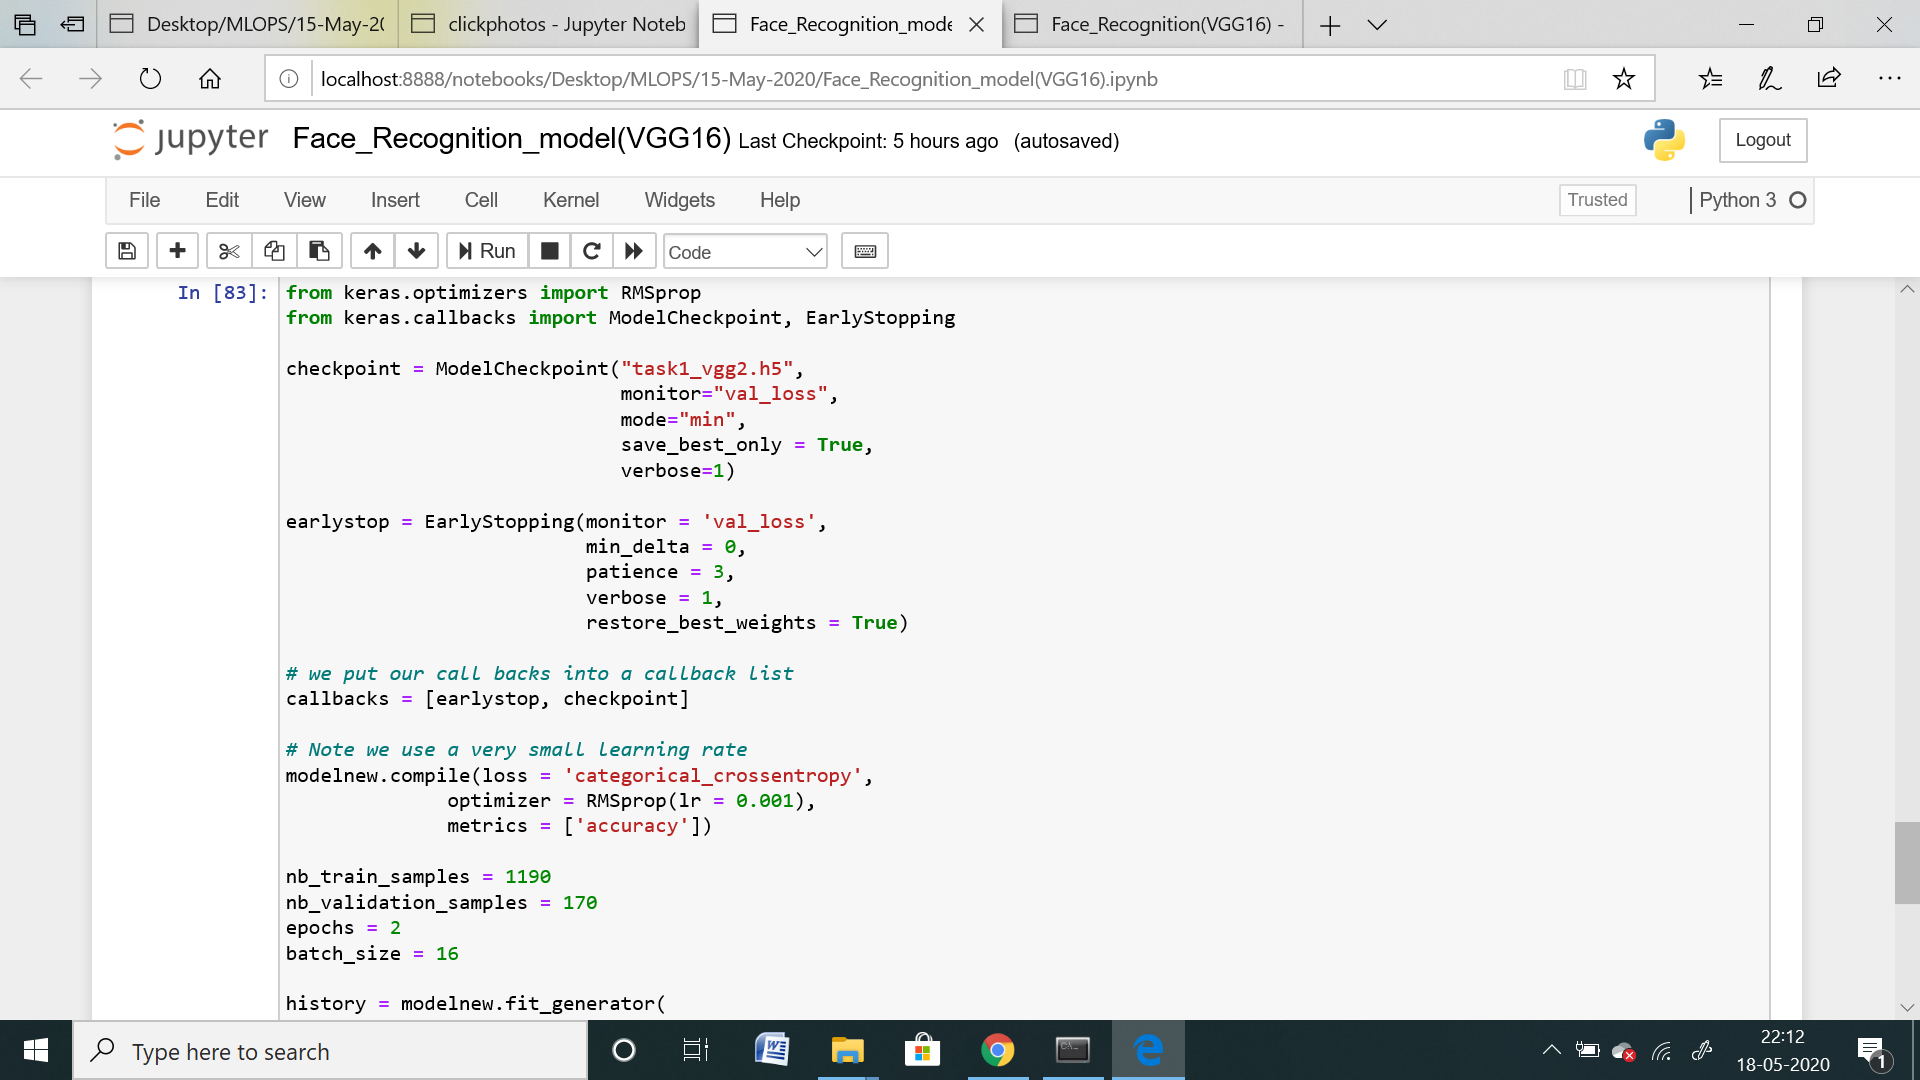 Desktop/MLOPS/15-May-20
clickphotos - Jupyter Noteb
Face_Recognition_mode
Face_Recognition(VGG16) -
localhost:8888/notebooks/Desktop/MLOPS/15-May-2020/Face_Recognition_model(VGG16).ipynb
jupyter Face_Recognition_model(VGG16) Last Checkpoint: 5 hours ago (autosaved)
Logout
File Edit View Insert Cell Kernel Widgets Help
Trusted
Python 3
Run
Code
In [83]: from keras.optimizers import RMSprop
from keras.callbacks import ModelCheckpoint, EarlyStopping
checkpoint = ModelCheckpoint("task1_vgg2.h5",
monitor="val_loss",
mode="min",
save_best_only = True,
verbose=1)
earlystop = EarlyStopping(monitor = 'val_loss',
min_delta = 0,
patience = 3,
verbose = 1,
restore_best_weights = True)
# we put our call backs into a callback list
callbacks = [earlystop, checkpoint]
# Note we use a very small learning rate
modelnew.compile(loss = 'categorical_crossentropy',
optimizer = RMSprop(lr = 0.001),
metrics = ['accuracy'])
nb_train_samples = 1190
nb_validation_samples = 170
epochs = 2
batch_size = 16
history = modelnew.fit_generator(
Type here to search
22:12
18-05-2020
1